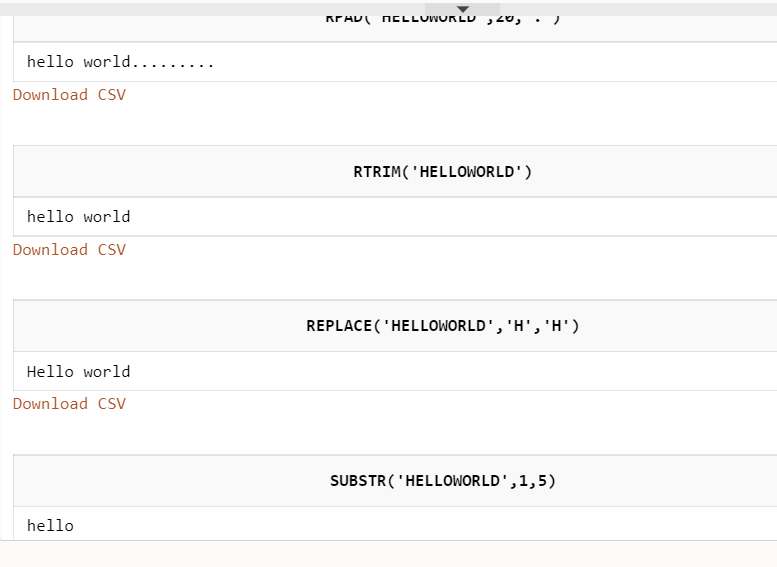 RPAD('HELLOWORLD',20,'.')
hello world.........
Download CSV
RTRIM('HELLOWORLD')
hello world
Download CSV
REPLACE('HELLOWORLD','H','H')
Hello world
Download CSV
SUBSTR('HELLOWORLD',1,5)
hello